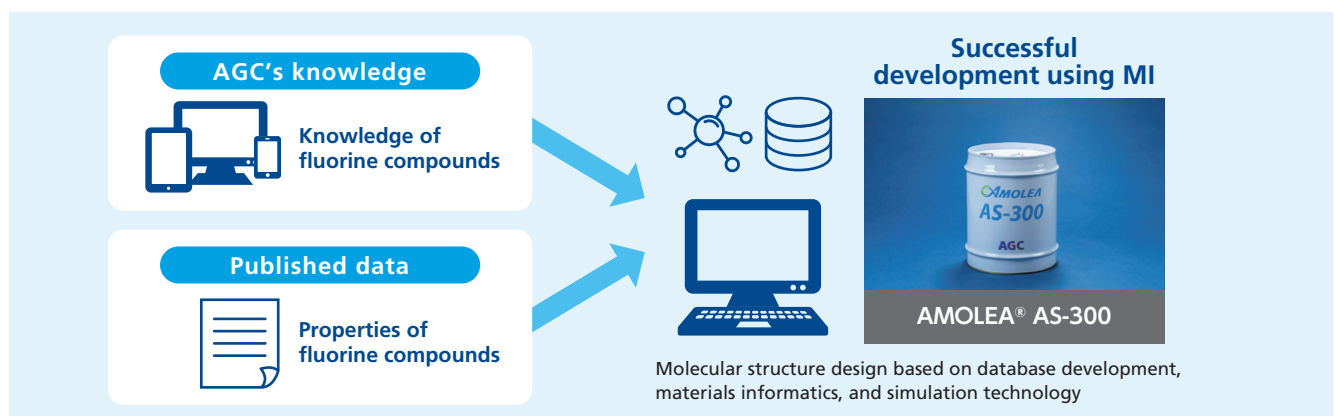 AGC’s knowledge
Knowledge of
fluorine compounds
Published data
Properties of
fluorine compounds
Successful
development using MI
AMOLEA
AS-300
AGC
AMOLEA® AS-300
Molecular structure design based on database development,
materials informatics, and simulation technology